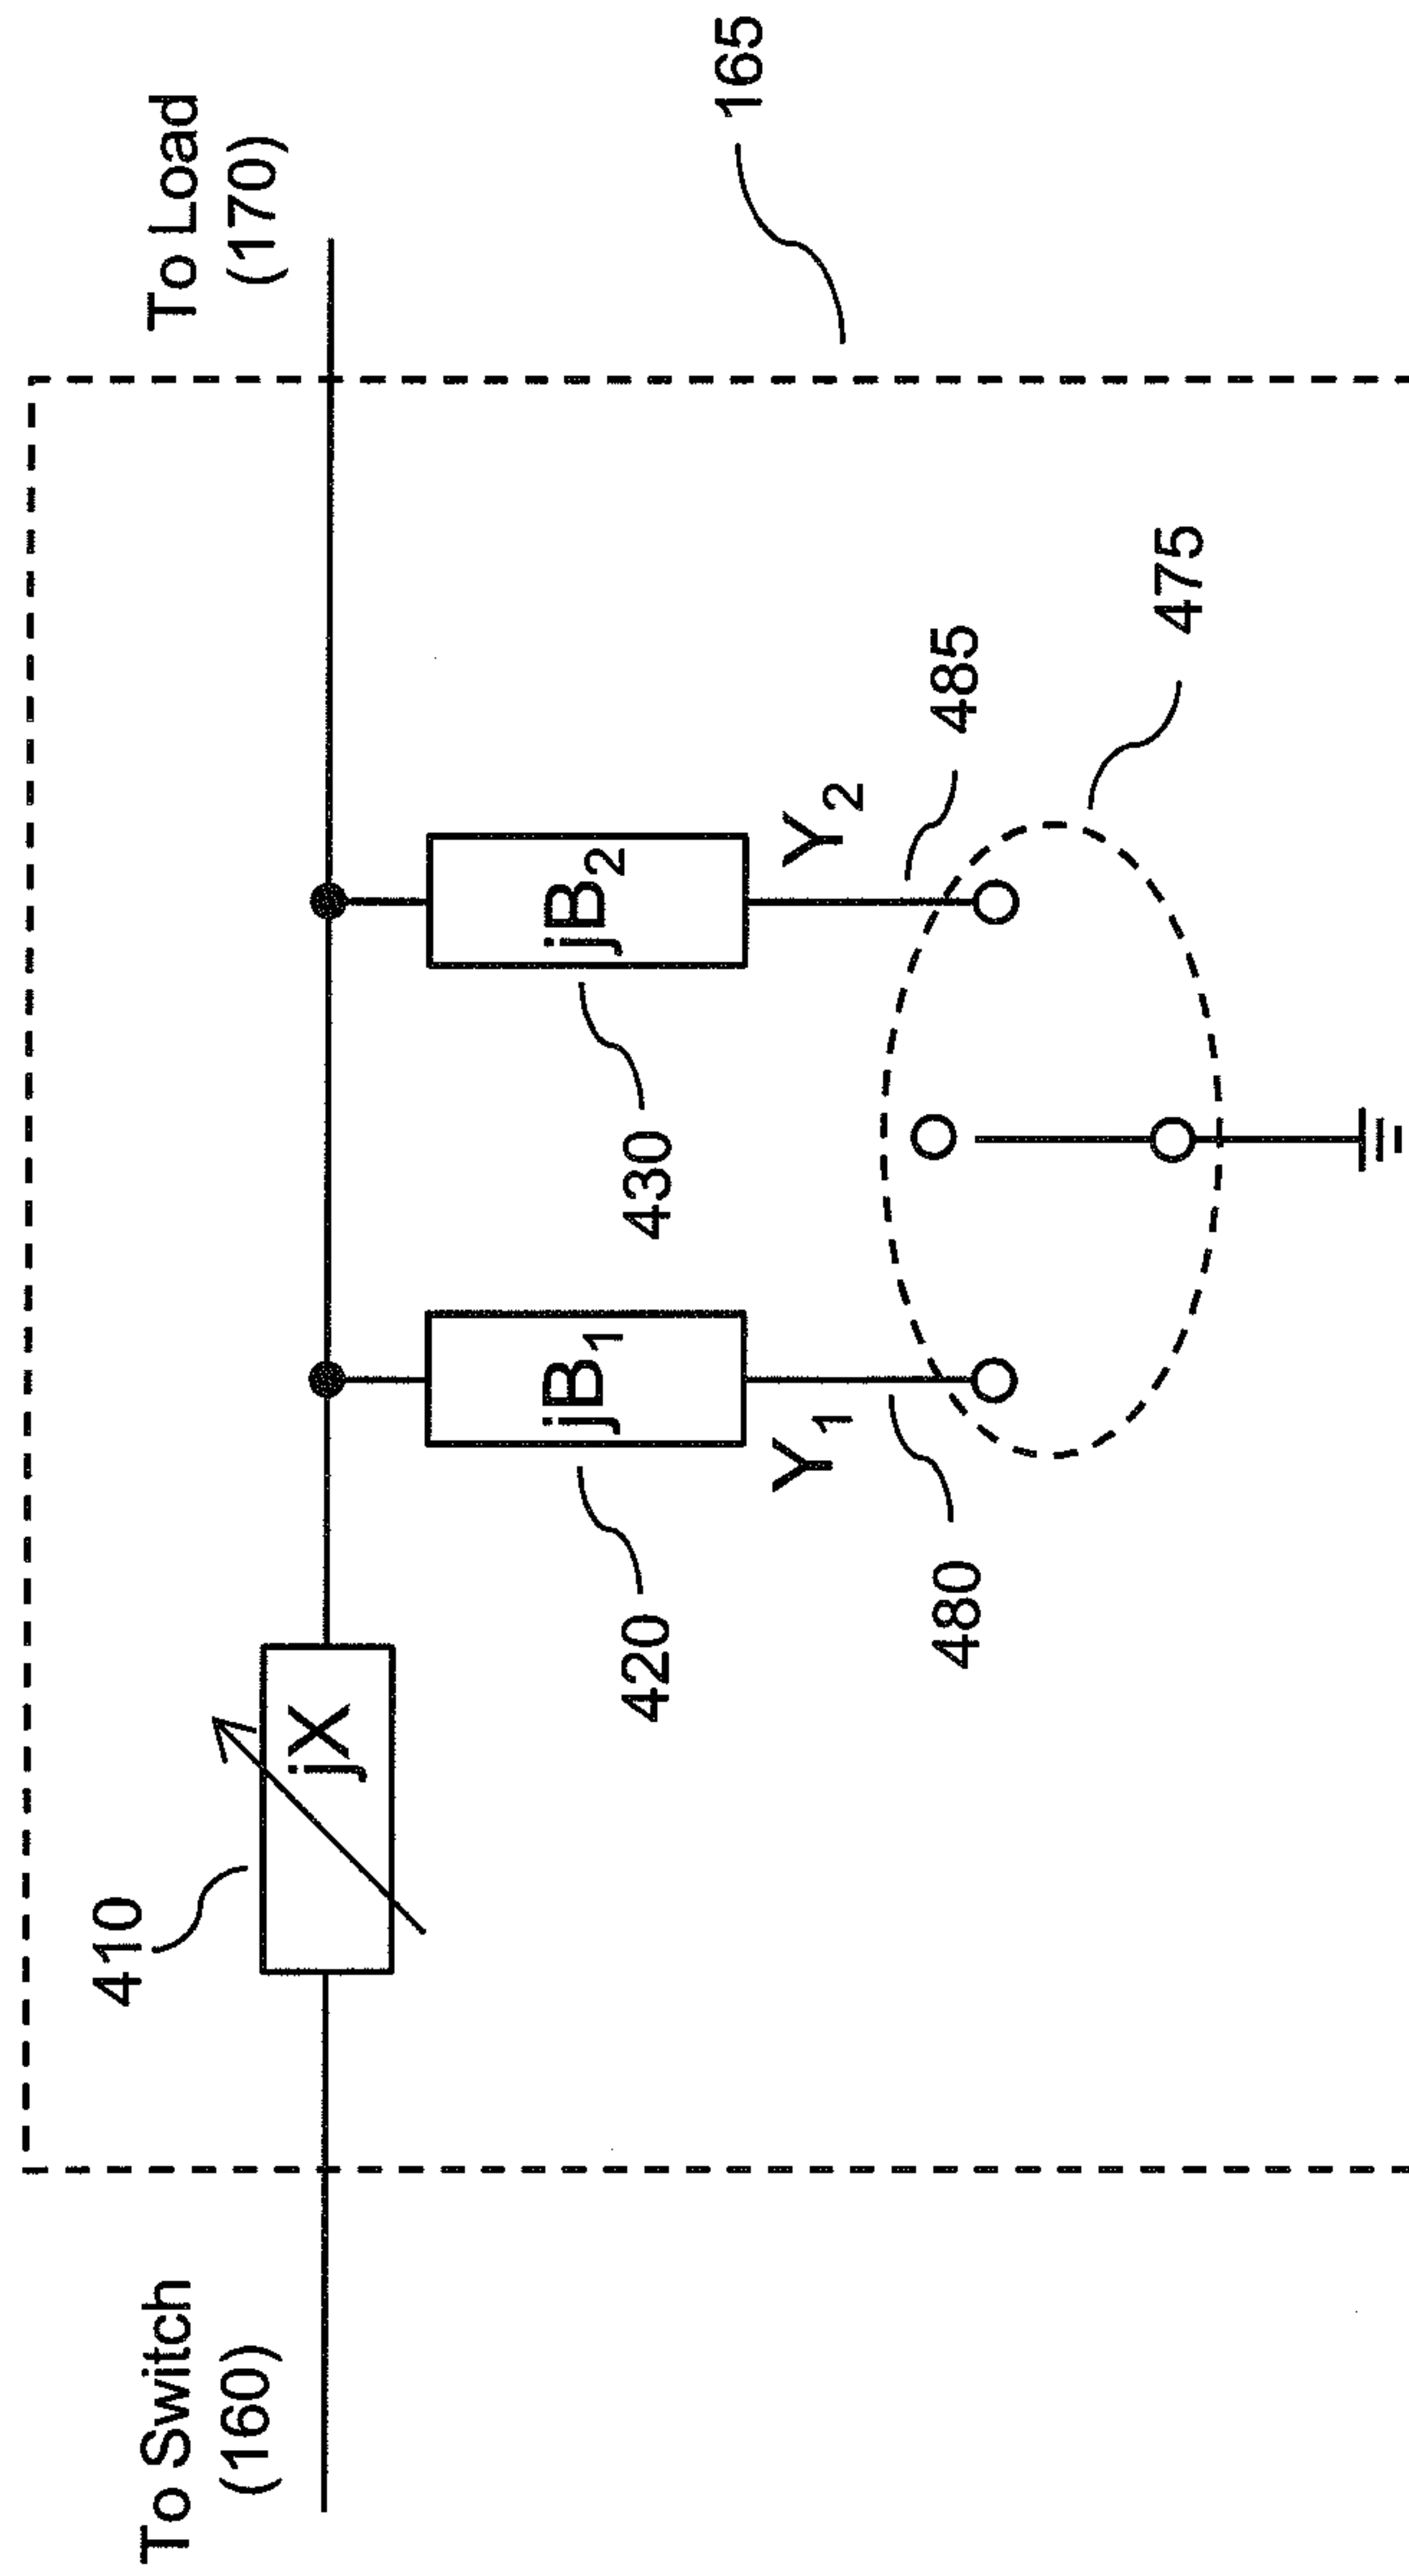 To Switch
(160)
To Load
(170)
410
jX
165
jB1
jB2
420
430
Y1
Y2
480
485
475